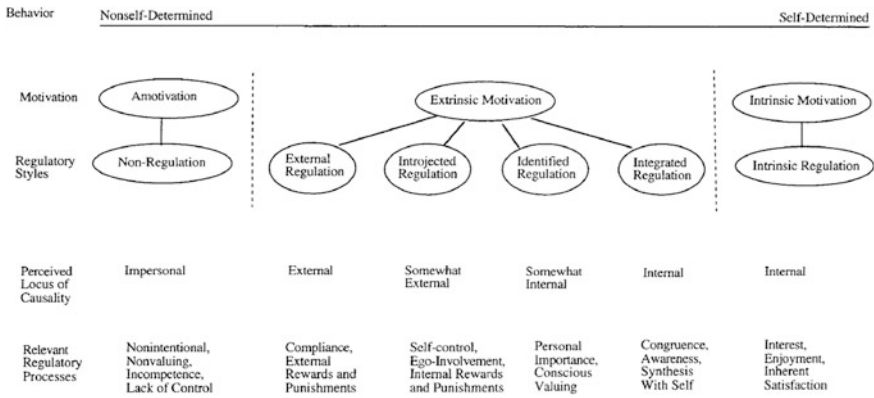 Behavior
Nonself-Determined
Self-Determined
Motivation
Amotivation
Extrinsic Motivation
Intrinsic Motivation
Regulatory
Styles
Non-Regulation
External
Regulation
Introjected
Regulation
Identified
Regulation
Integrated
Regulation
Intrinsic Regulation
Perceived
Locus of
Causality
Impersonal
External
Somewhat
External
Somewhat
Internal
Internal
Internal
Relevant
Regulatory
Processes
Nonintentional,
Nonvaluing,
Incompetence,
Lack of Control
Compliance,
External
Rewards and
Punishments
Self-control,
Ego-Involvement,
Internal Rewards
and Punishments
Personal
Importance,
Conscious
Valuing
Congruence,
Awareness,
Synthesis
With Self
Interest,
Enjoyment,
Inherent
Satisfaction